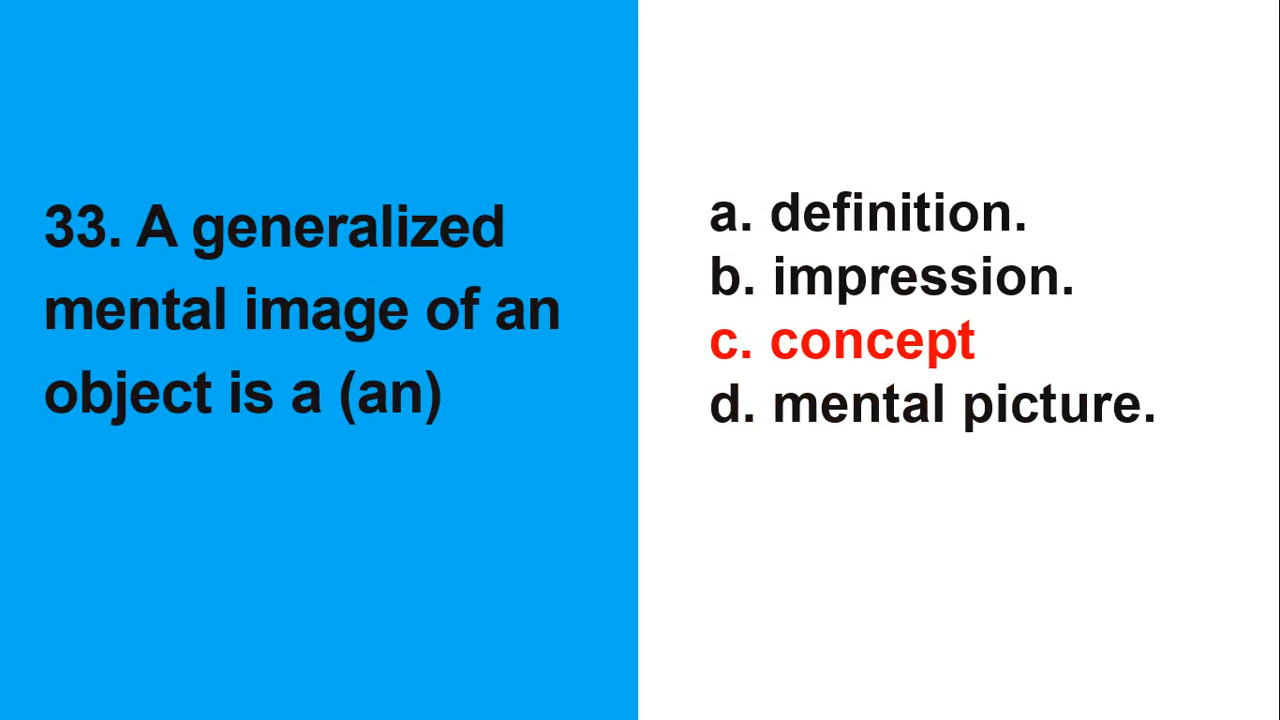 33. A generalized
mental image of an
object is a (an)
a. definition.
b. impression.
c. concept
d. mental picture.